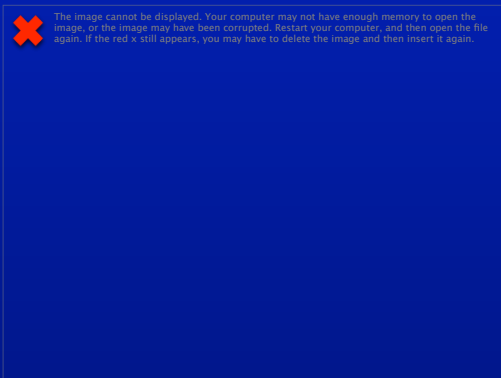 The image cannot be displayed. Your computer may not have enough memory to open the
image, or the image may have been corrupted. Restart your computer, and then open the file
again. If the red x still appears, you may have to delete the image and then insert it again.